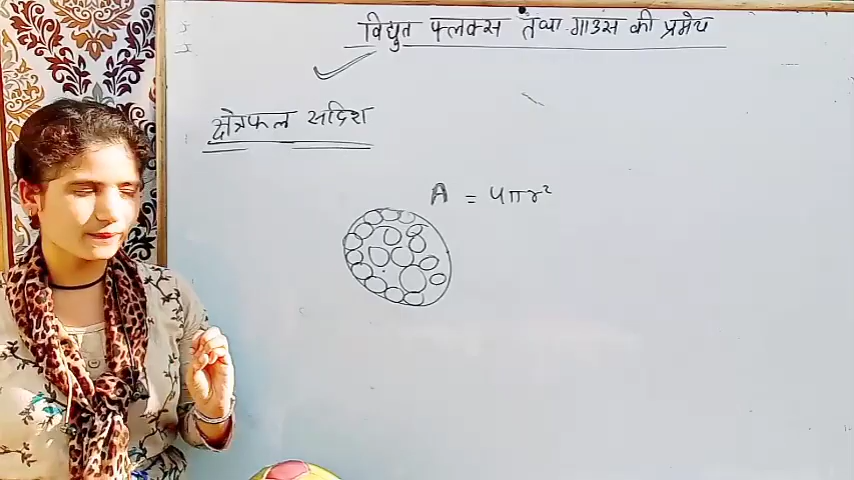 विद्युत फ्लक्स तथा गाउस की प्रमेय
क्षेत्रफल सदिश
A = 4πr²